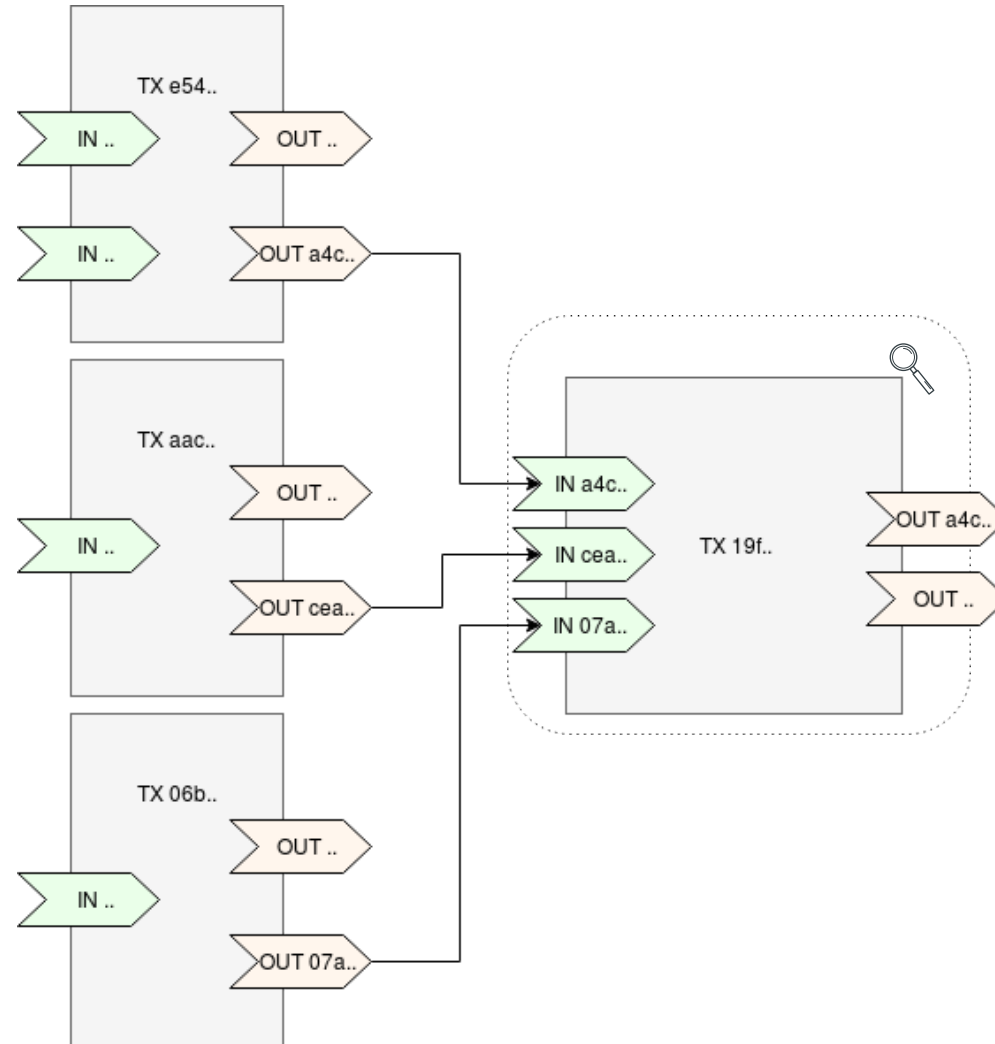 TX e54..
IN ..
OUT ..
IN ..
OUT a4c..
TX aac..
OUT ..
IN ..
OUT cea..
TX 06b..
OUT ..
IN ..
OUT 07a..
IN a4c..
IN cea..
IN 07a..
TX 19f..
OUT a4c..
OUT ..